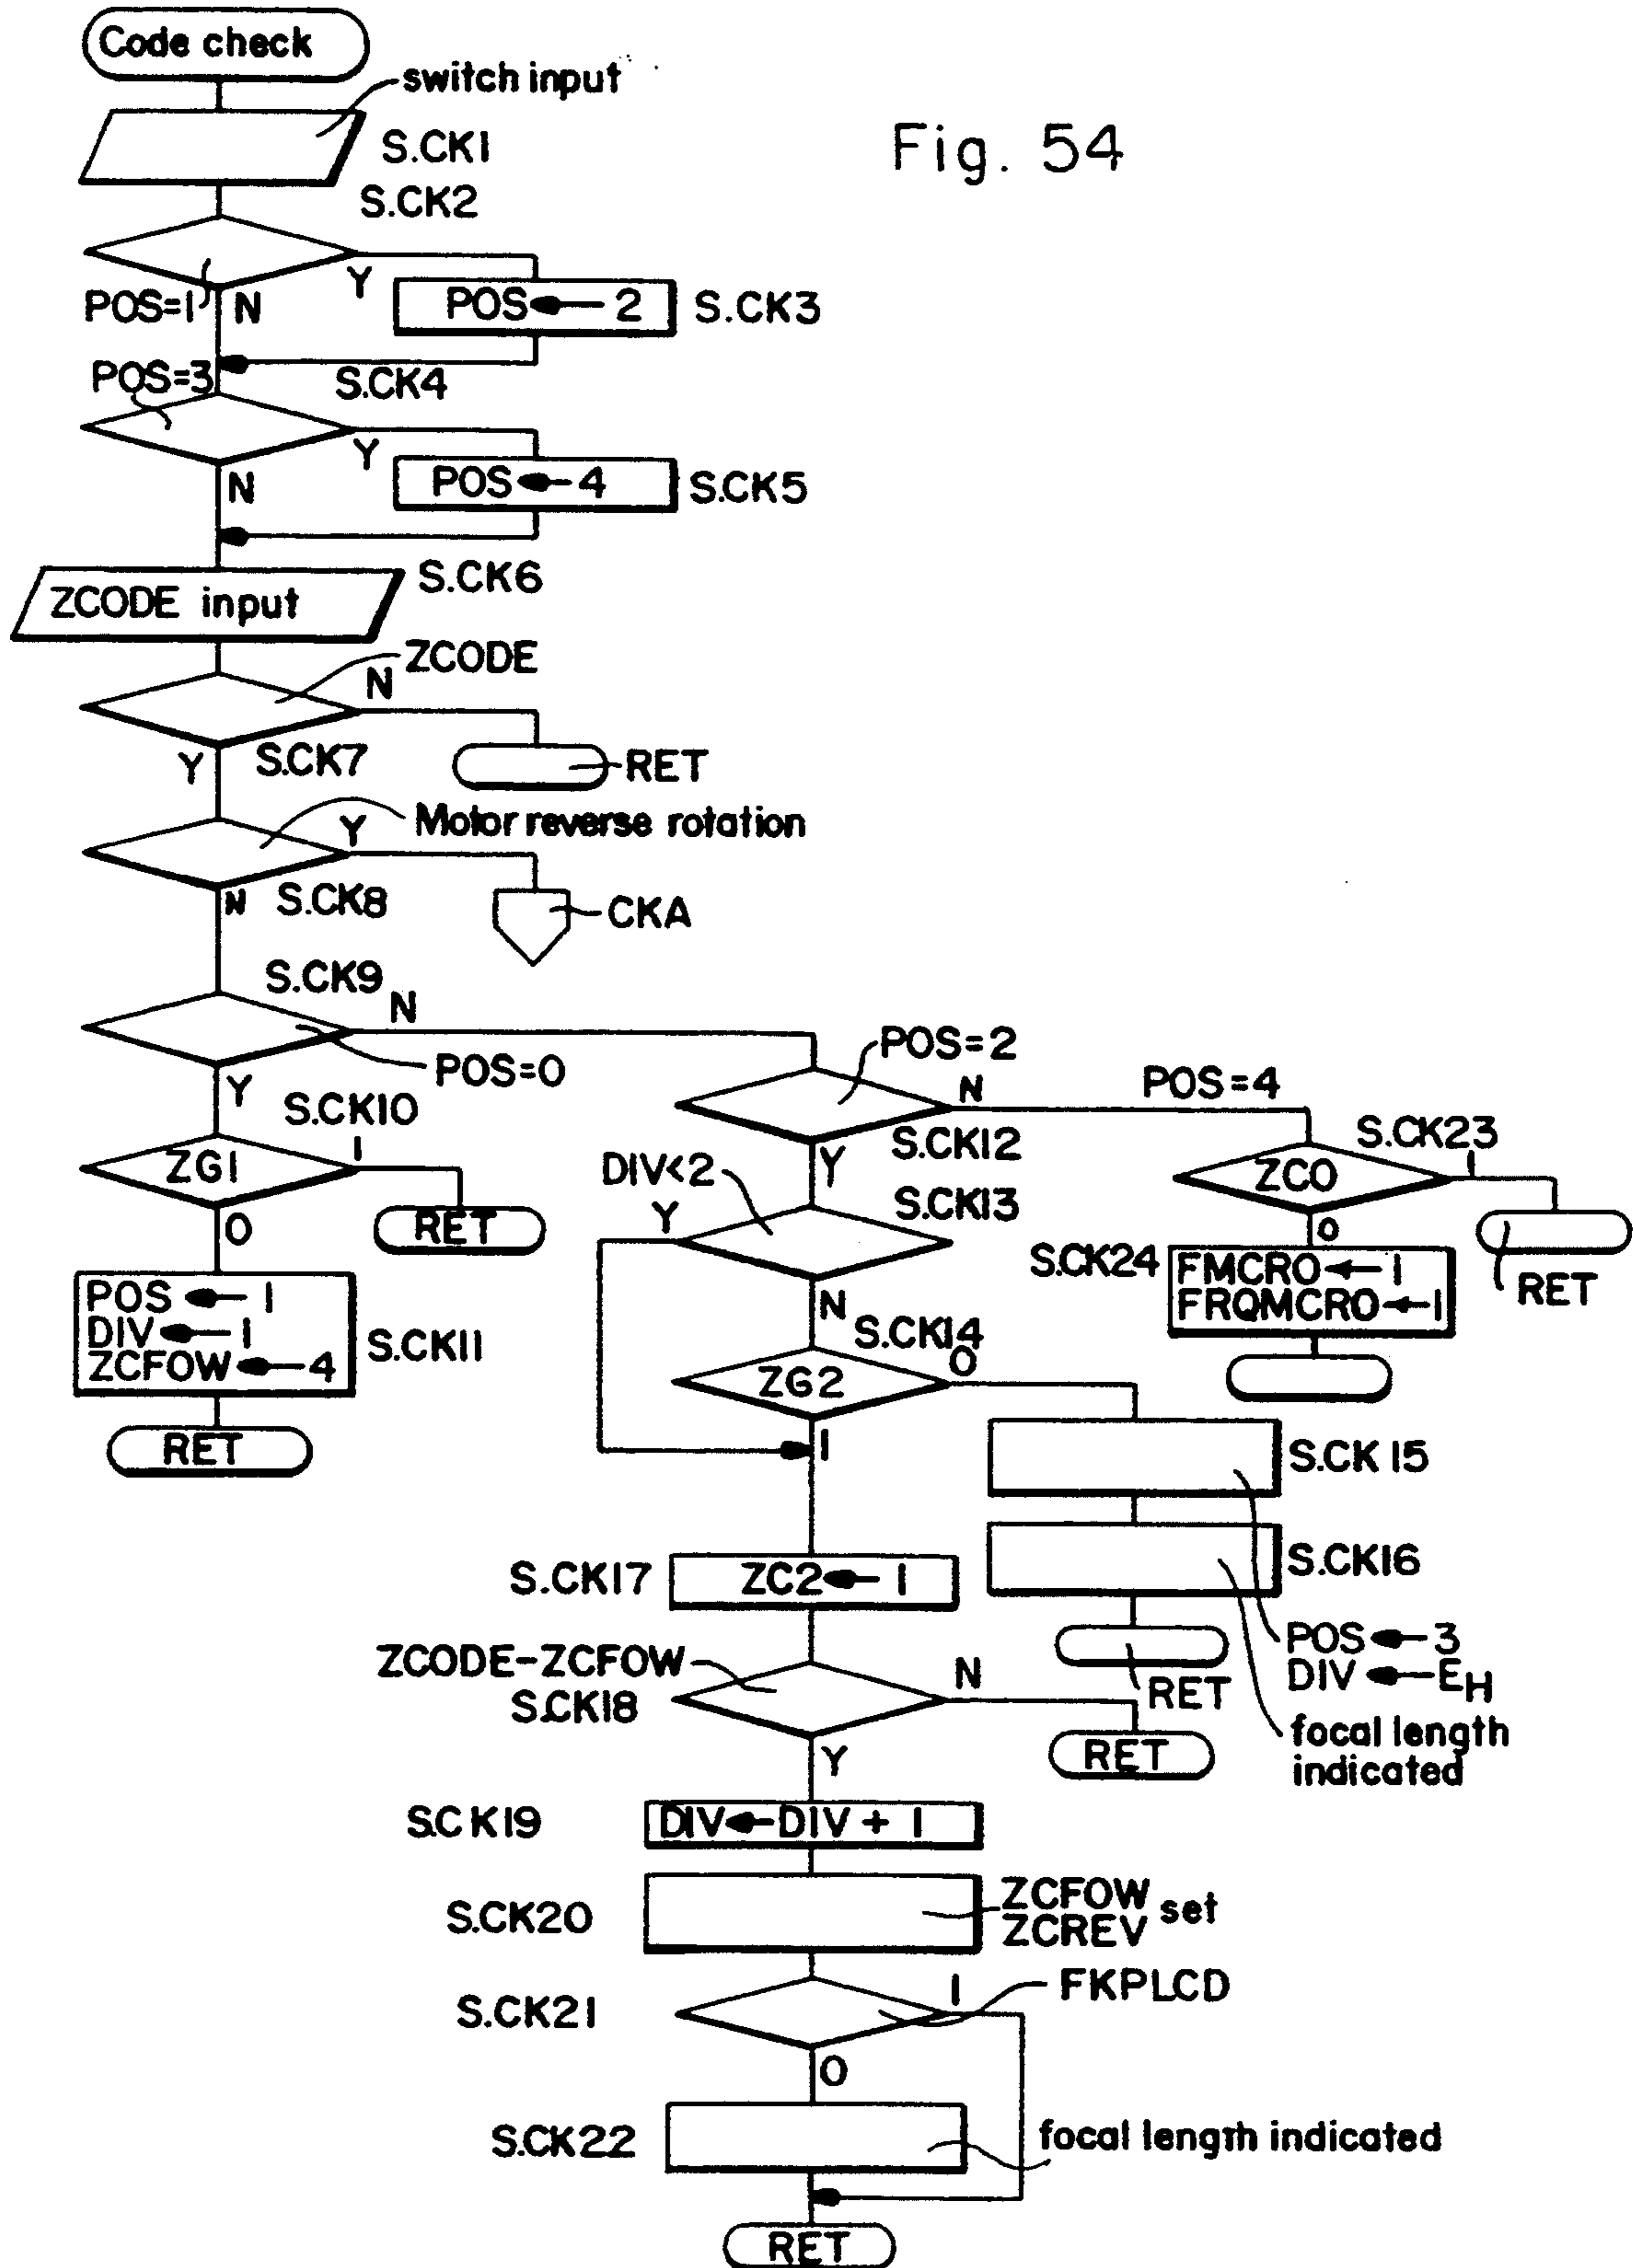 Code check
switch input
Fig. 54
S.CK1
S.CK2
POS=1
N
Y
POS ← 2
S.CK3
POS=3
S.CK4
Y
N
POS ← 4
S.CK5
S.CK6
ZCODE input
ZCODE
N
Y
S.CK7
RET
Motor reverse rotation
Y
N
S.CK8
CKA
S.CK9
N
POS=0
Y
S.CK10
ZG1
1
RET
0
POS ← 1
DIV ← 1
ZCFOW ← 4
S.CK11
RET
POS=2
N
POS=4
S.CK12
Y
S.CK23
ZC0
1
0
RET
S.CK24
FMCRO ← 1
FRQMCRO ← 1
DIV<2
Y
S.CK13
N
S.CK14
ZG2
0
1
S.CK15
S.CK16
POS ← 3
DIV ← EH
focal length
indicated
RET
S.CK17
ZC2 ← 1
ZCODE-ZCFOW
S.CK18
N
RET
Y
S.CK19
DIV ← DIV + 1
S.CK20
ZCFOW
ZCREV set
FKPLCD
S.CK21
1
0
S.CK22
focal length indicated
RET